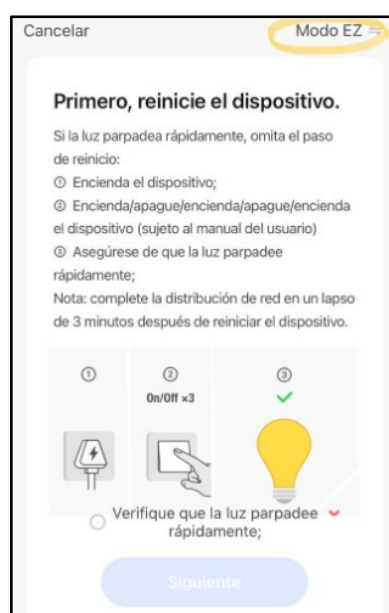 Cancelar
Modo EZ
Primero, reinicie el dispositivo.
Si la luz parpadea rápidamente, omita el paso
de reinicio:
① Encienda el dispositivo;
② Encienda/apague/encienda/apague/encienda
el dispositivo (sujeto al manual del usuario)
③ Asegúrese de que la luz parpadee
rápidamente;
Nota: complete la distribución de red en un lapso
de 3 minutos después de reiniciar el dispositivo.
① ② ③
On/Off ×3
Verifique que la luz parpadee
rápidamente;
Siguiente